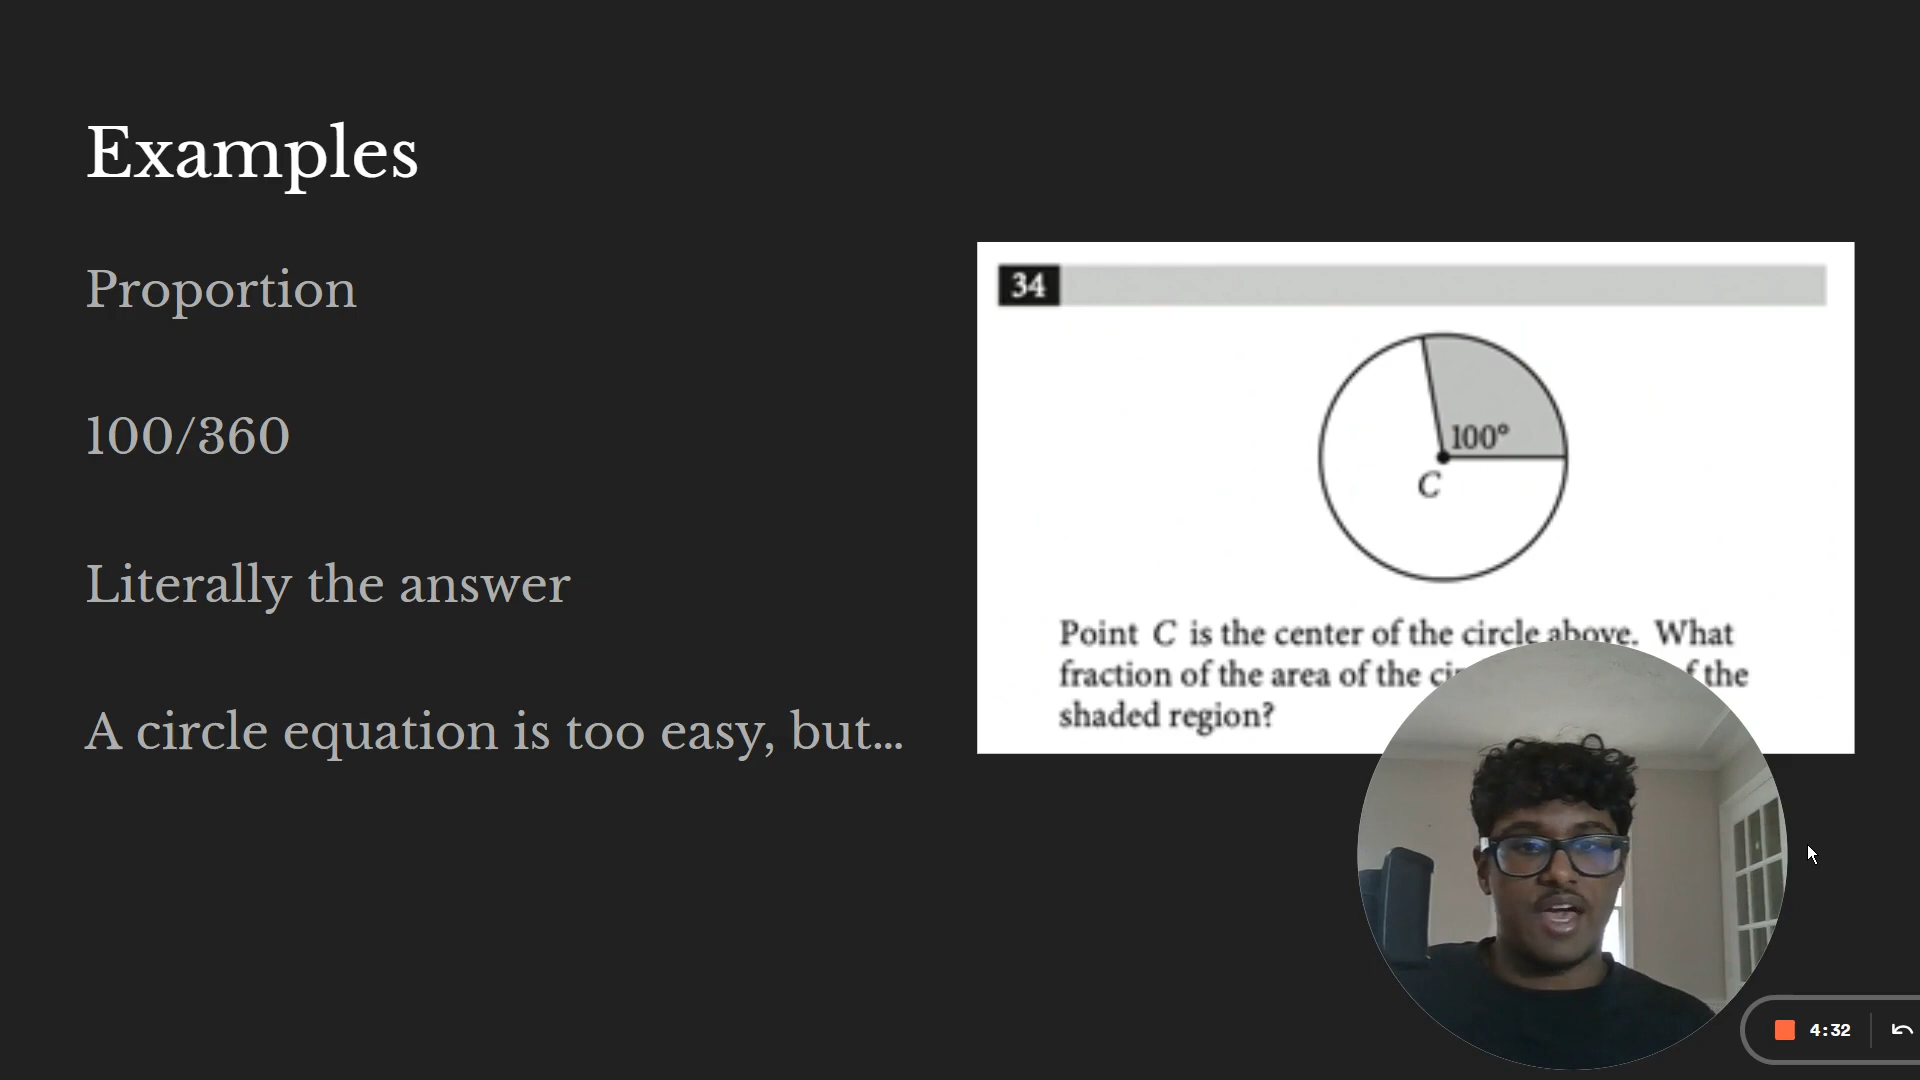 Examples
Proportion
100/360
Literally the answer
A circle equation is too easy, but...
34
100°
C
Point C is the center of the circle above. What
fraction of the area of the f the
shaded region?
4:32